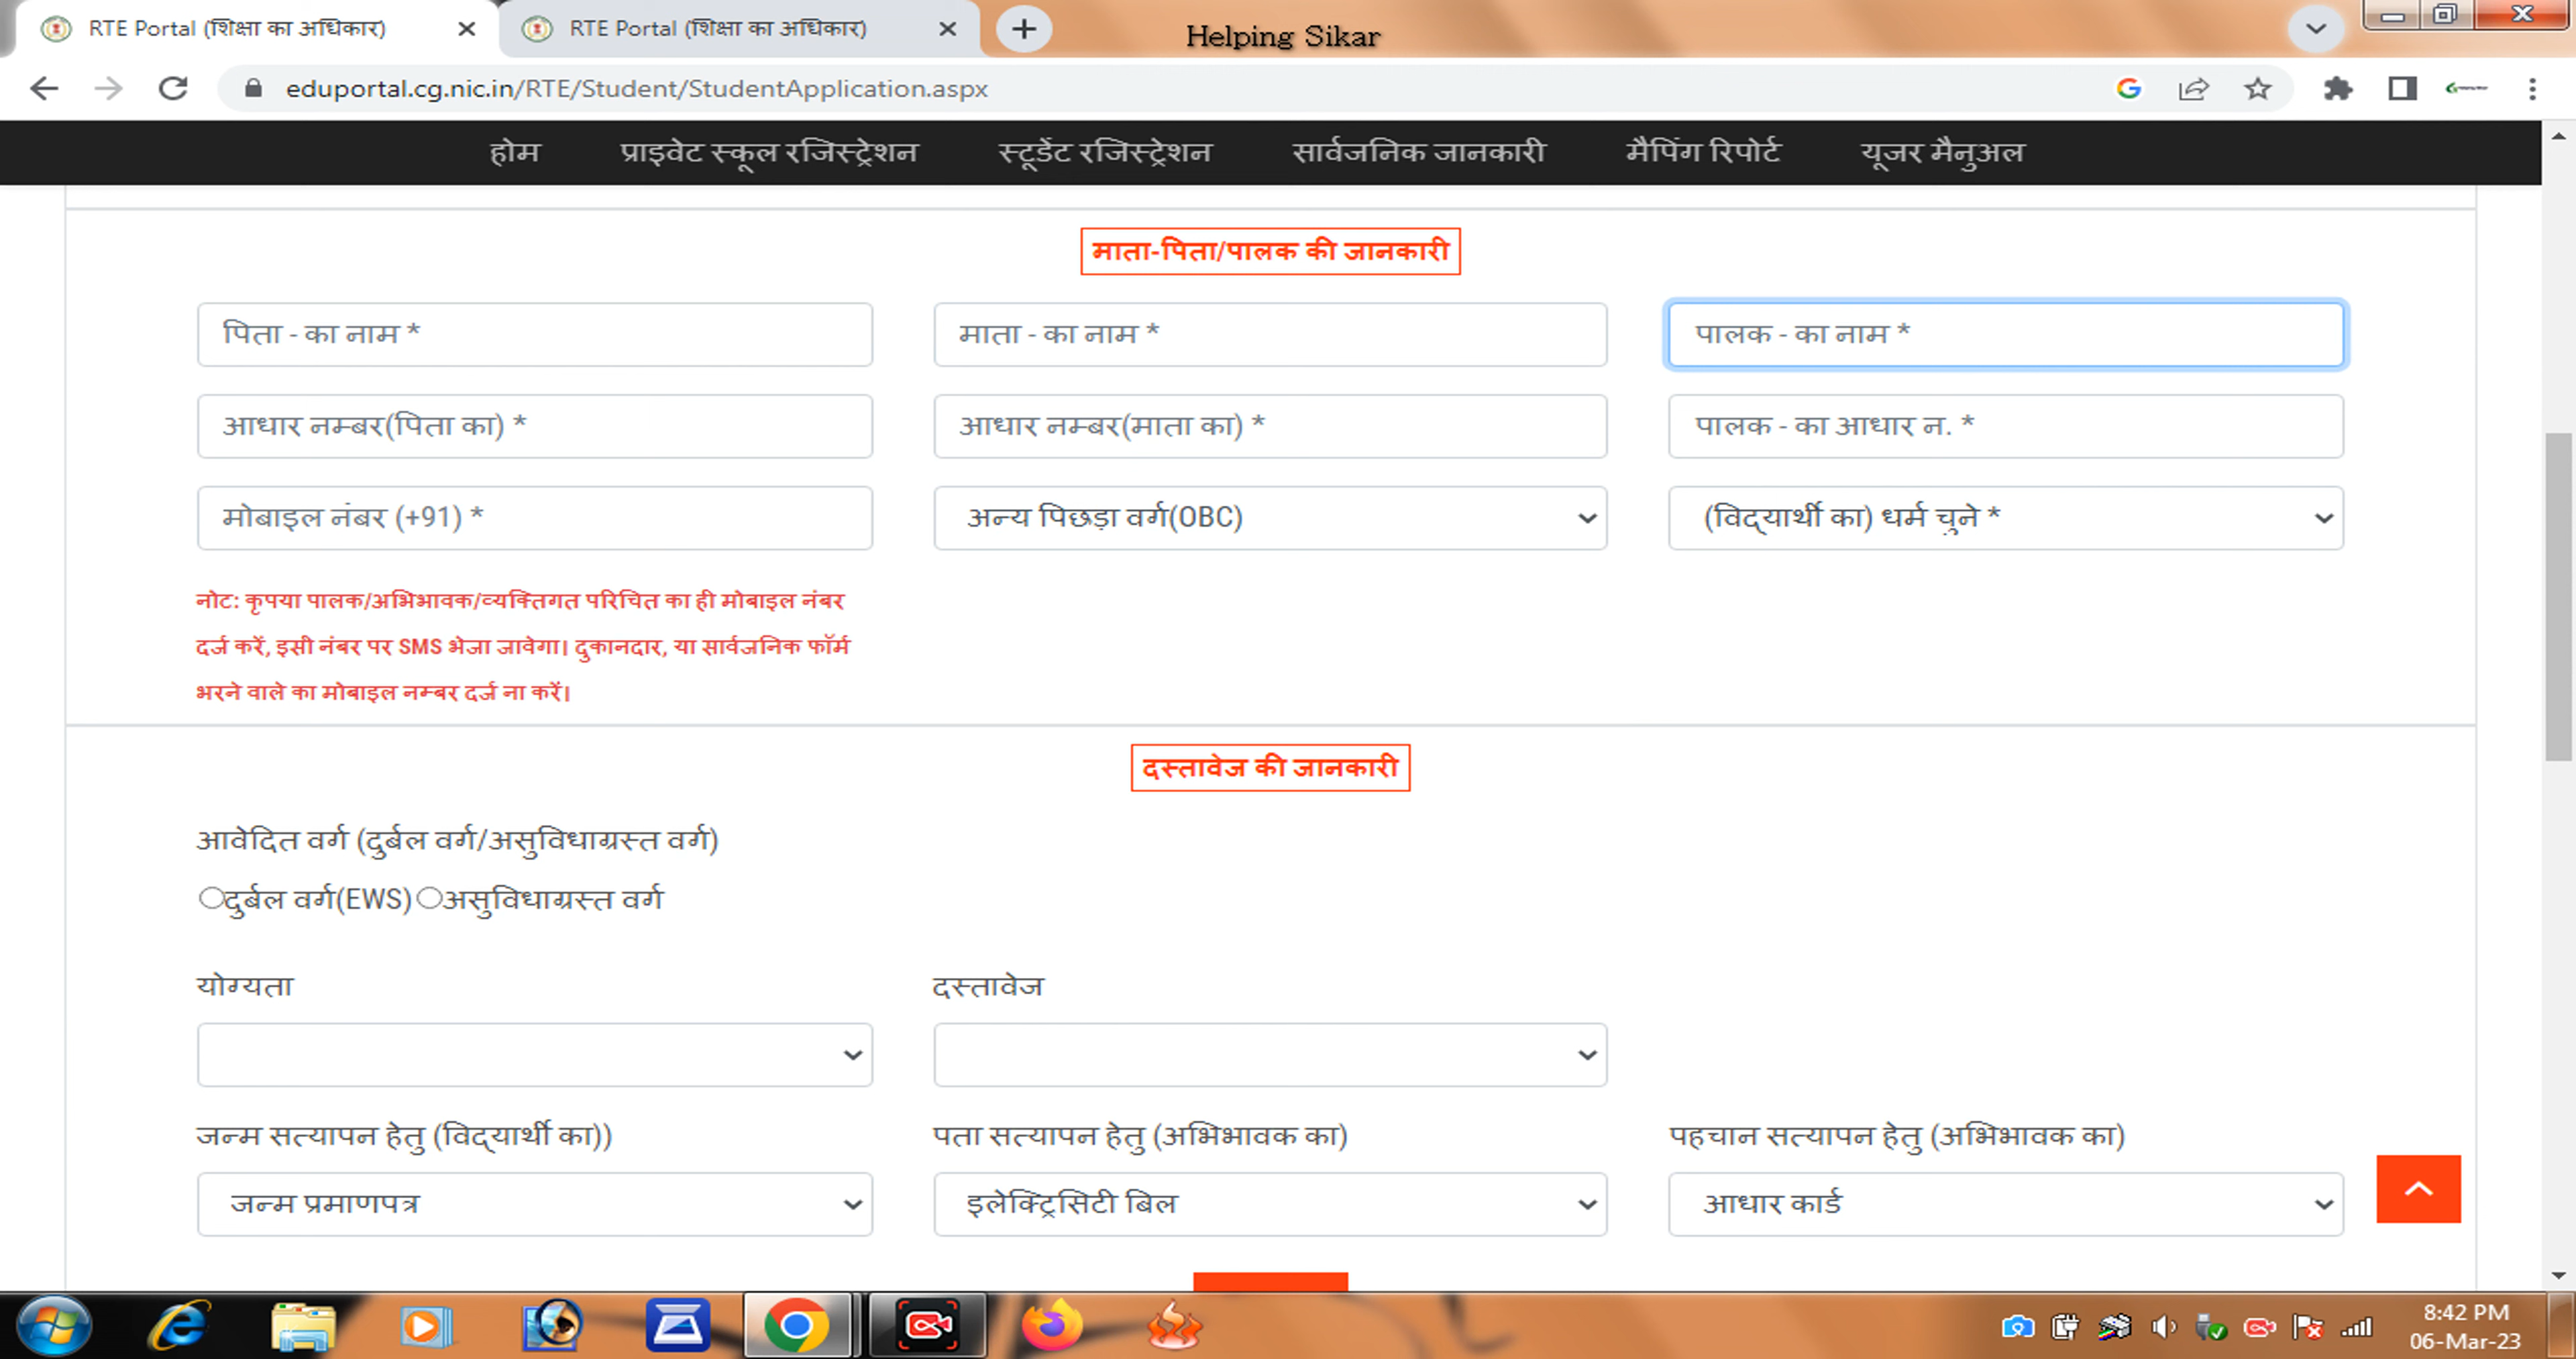 RTE Portal (शिक्षा का अधिकार)
RTE Portal (शिक्षा का अधिकार)
Helping Sikar
eduportal.cg.nic.in/RTE/Student/StudentApplication.aspx
होम प्राइवेट स्कूल रजिस्ट्रेशन स्टूडेंट रजिस्ट्रेशन सार्वजनिक जानकारी मैपिंग रिपोर्ट यूजर मैनुअल
माता-पिता/पालक की जानकारी
पिता - का नाम * माता - का नाम * पालक - का नाम *
आधार नम्बर(पिता का) * आधार नम्बर(माता का) * पालक - का आधार न. *
मोबाइल नंबर (+91) * अन्य पिछड़ा वर्ग(OBC) (विद्यार्थी का) धर्म चुने *
नोट: कृपया पालक/अभिभावक/व्यक्तिगत परिचित का ही मोबाइल नंबर
दर्ज करें, इसी नंबर पर SMS भेजा जावेगा। दुकानदार, या सार्वजनिक फॉर्म
भरने वाले का मोबाइल नम्बर दर्ज ना करें।
दस्तावेज की जानकारी
आवेदित वर्ग (दुर्बल वर्ग/असुविधाग्रस्त वर्ग)
दुर्बल वर्ग(EWS) असुविधाग्रस्त वर्ग
योग्यता दस्तावेज
जन्म सत्यापन हेतु (विद्यार्थी का)) पता सत्यापन हेतु (अभिभावक का) पहचान सत्यापन हेतु (अभिभावक का)
जन्म प्रमाणपत्र इलेक्ट्रिसिटी बिल आधार कार्ड
8:42 PM
06-Mar-23